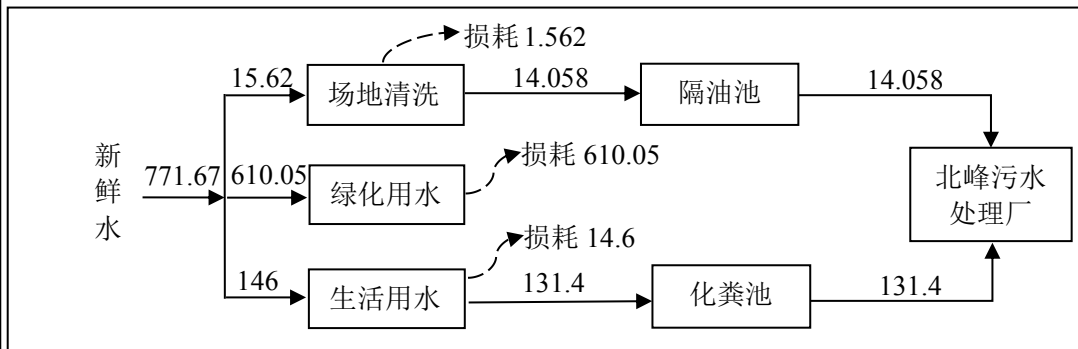 损耗 1.562
15.62
场地清洗
14.058
隔油池
14.058
新鲜水
771.67
610.05
绿化用水
损耗 610.05
北峰污水
处理厂
146
生活用水
损耗 14.6
131.4
化粪池
131.4